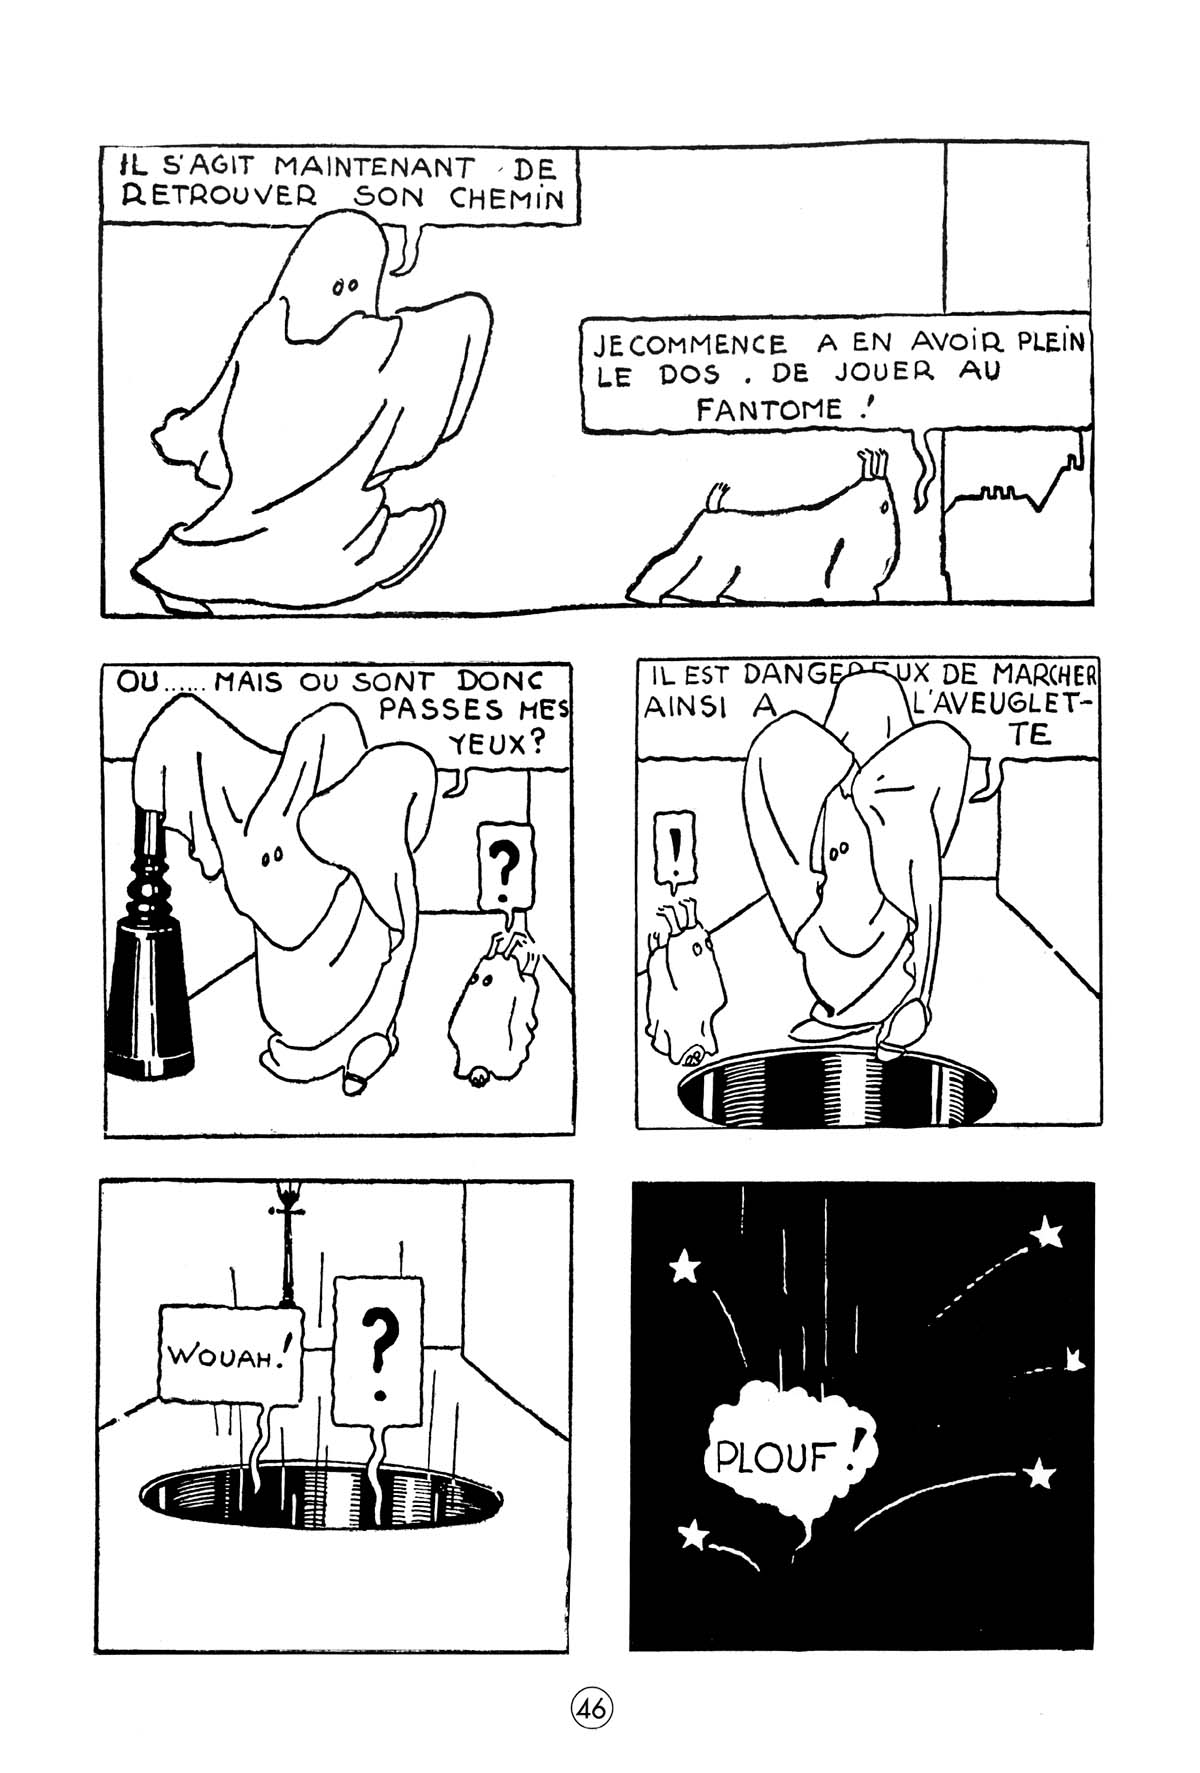 IL S'AGIT MAINTENANT DE
RETROUVER SON CHEMIN
JE COMMENCE A EN AVOIR PLEIN
LE DOS . DE JOUER AU
FANTOME !
OU...... MAIS OU SONT DONC
PASSES MES
YEUX?
?
IL EST DANGEREUX DE MARCHER
AINSI A L'AVEUGLET-
TE
!
WOUAH!
?
PLOUF!
46